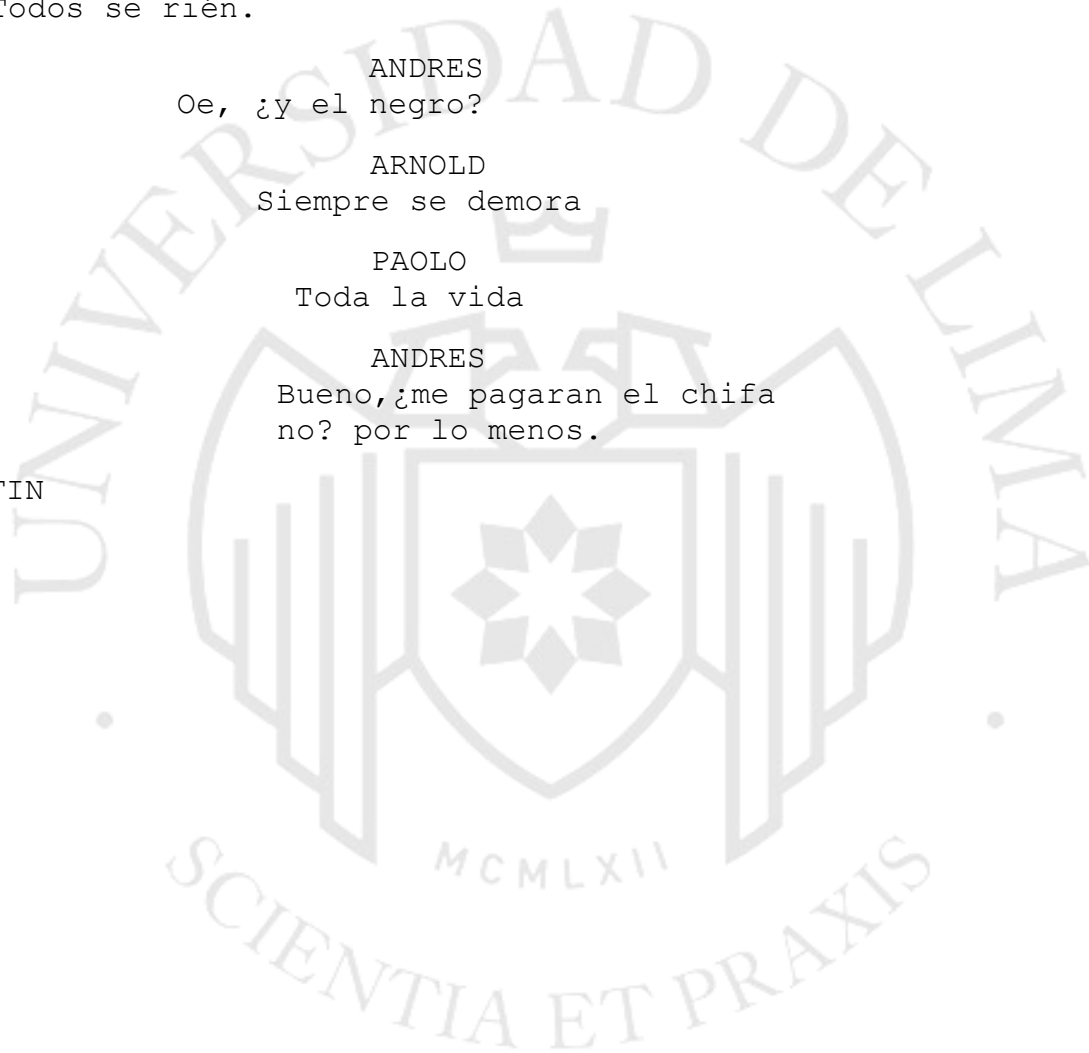 Todos se rién.
ANDRES
Oe, ¿y el negro?
ARNOLD
Siempre se demora
PAOLO
Toda la vida
ANDRES
Bueno,¿me pagaran el chifa
no? por lo menos.
TIN
UNIVERSIDAD DE LIMA
MCMLXII
SCIENTIA ET PRAXIS